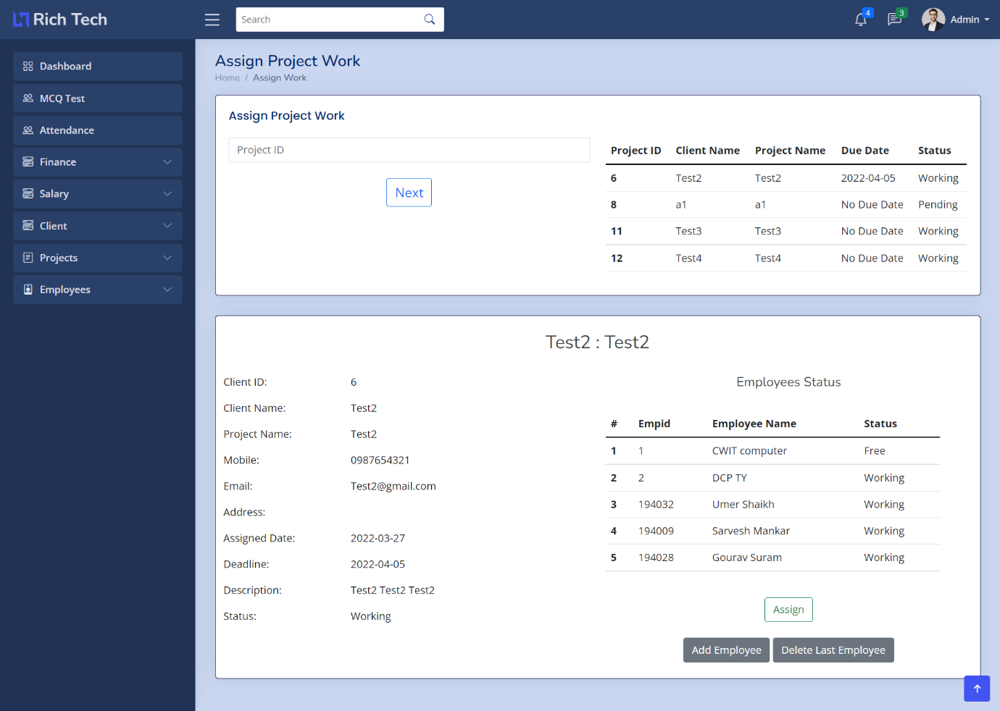 Rich Tech
Search
4
3
Admin
Dashboard
MCQ Test
Attendance
Finance
Salary
Client
Projects
Employees
Assign Project Work
Home / Assign Work
Assign Project Work
Project ID
Next
Project ID Client Name Project Name Due Date Status
6 Test2 Test2 2022-04-05 Working
8 a1 a1 No Due Date Pending
11 Test3 Test3 No Due Date Working
12 Test4 Test4 No Due Date Working
Test2 : Test2
Client ID: 6
Client Name: Test2
Project Name: Test2
Mobile: 0987654321
Email: Test2@gmail.com
Address:
Assigned Date: 2022-03-27
Deadline: 2022-04-05
Description: Test2 Test2 Test2
Status: Working
Employees Status
# Empid Employee Name Status
1 1 CWIT computer Free
2 2 DCP TY Working
3 194032 Umer Shaikh Working
4 194009 Sarvesh Mankar Working
5 194028 Gourav Suram Working
Assign
Add Employee Delete Last Employee